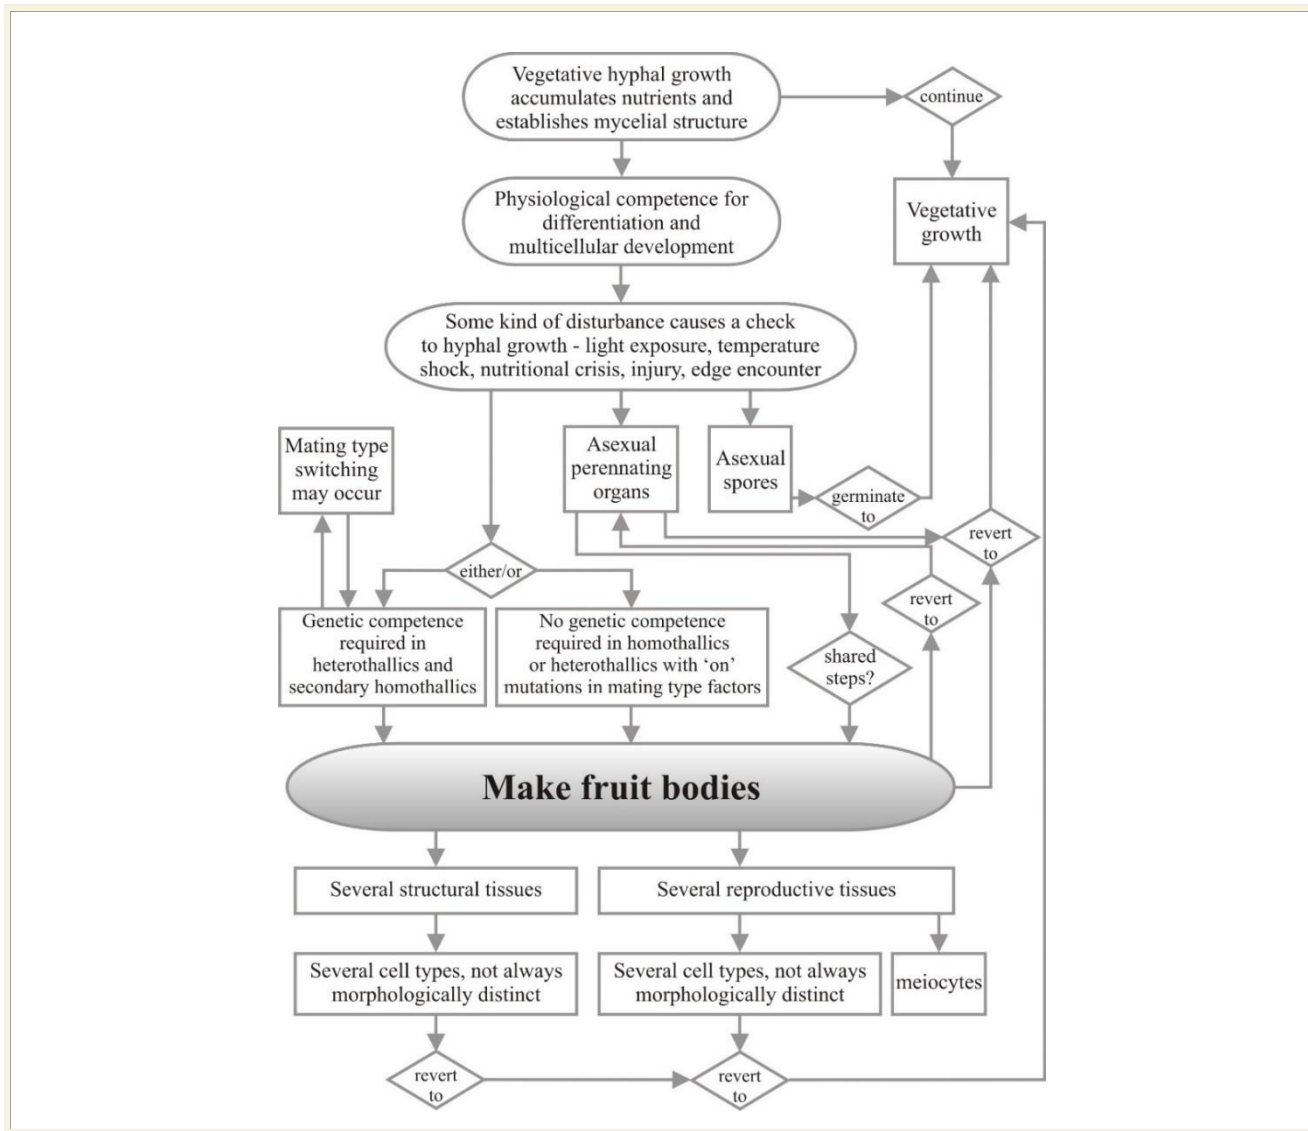 Vegetative hyphal growth
accumulates nutrients and
establishes mycelial structure
continue
Physiological competence for
differentiation and
multicellular development
Vegetative
growth
Some kind of disturbance causes a check
to hyphal growth - light exposure, temperature
shock, nutritional crisis, injury, edge encounter
Mating type
switching
may occur
Asexual
perennating
organs
Asexual
spores
germinate
to
revert
to
either/or
revert
to
Genetic competence
required in
heterothallics and
secondary homothallics
No genetic competence
required in homothallics
or heterothallics with ‘on’
mutations in mating type factors
shared
steps?
Make fruit bodies
Several structural tissues
Several reproductive tissues
Several cell types, not always
morphologically distinct
Several cell types, not always
morphologically distinct
meiocytes
revert
to
revert
to